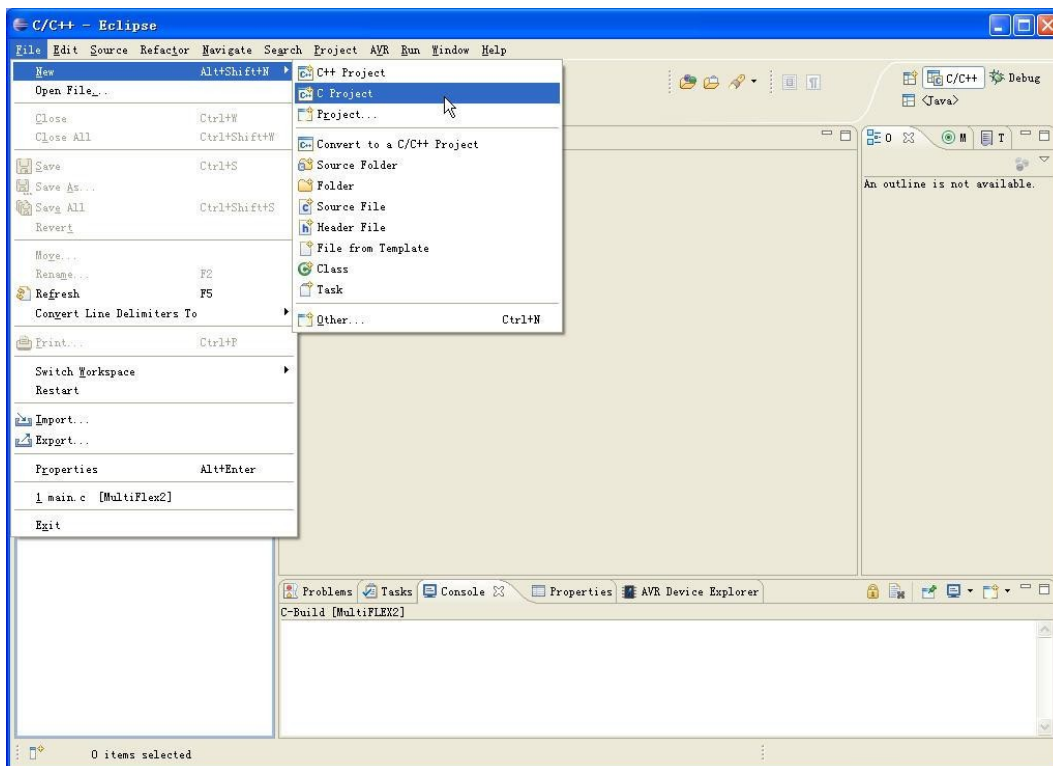 C/C++ - Eclipse
File Edit Source Refactor Navigate Search Project AVR Run Window Help
New Alt+Shift+N
Open File...
Close Ctrl+W
Close All Ctrl+Shift+W
Save Ctrl+S
Save As...
Save All Ctrl+Shift+S
Revert
Move...
Rename... F2
Refresh F5
Convert Line Delimiters To
Print... Ctrl+P
Switch Workspace
Restart
Import...
Export...
Properties Alt+Enter
1 main.c [MultiFlex2]
Exit
C++ Project
C Project
Project...
Convert to a C/C++ Project
Source Folder
Folder
Source File
Header File
File from Template
Class
Task
Other... Ctrl+N
C/C++ Debug
<Java>
O M T
An outline is not available.
Problems Tasks Console Properties AVR Device Explorer
C-Build [MultiFLEX2]
0 items selected